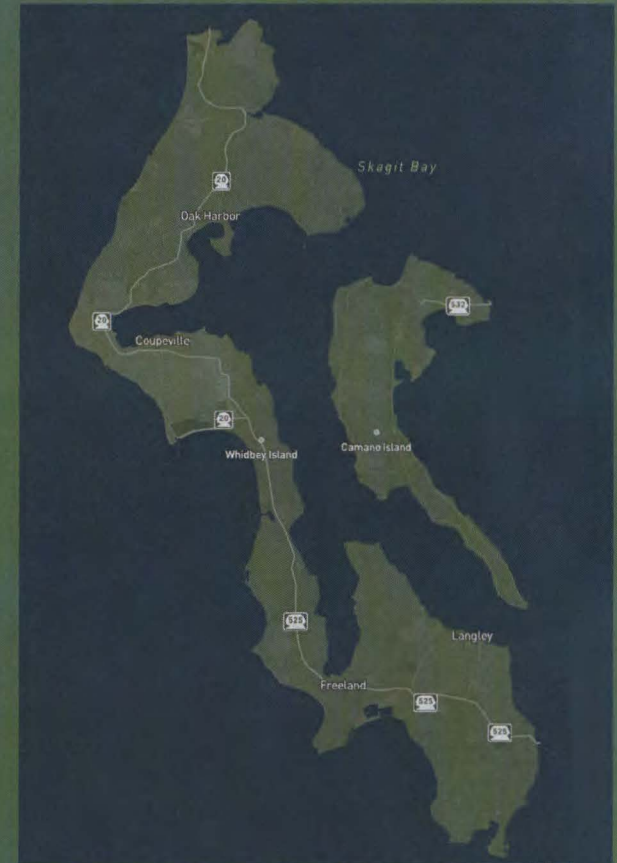 20
Skagit Bay
Oak Harbor
532
20
Coupeville
20
Camano Island
Whidbey Island
525
Langley
Freeland
525
525